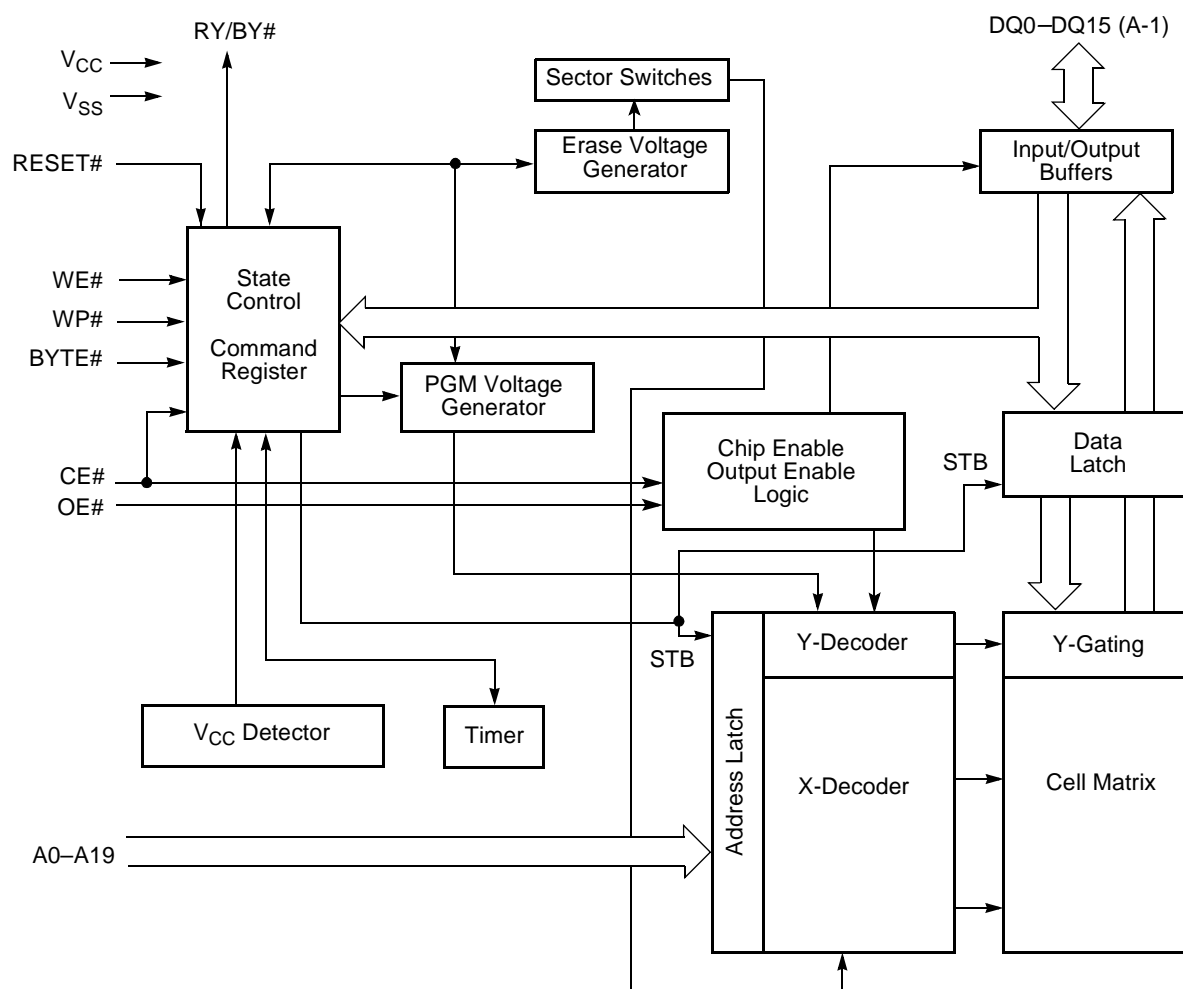 RY/BY#
DQ0–DQ15 (A-1)
VCC
VSS
Sector Switches
RESET#
Erase Voltage
Generator
Input/Output
Buffers
WE#
WP#
BYTE#
State
Control
Command
Register
PGM Voltage
Generator
CE#
OE#
Chip Enable
Output Enable
Logic
STB
Data
Latch
STB
Y-Decoder
Y-Gating
VCC Detector
Timer
Address Latch
X-Decoder
Cell Matrix
A0–A19